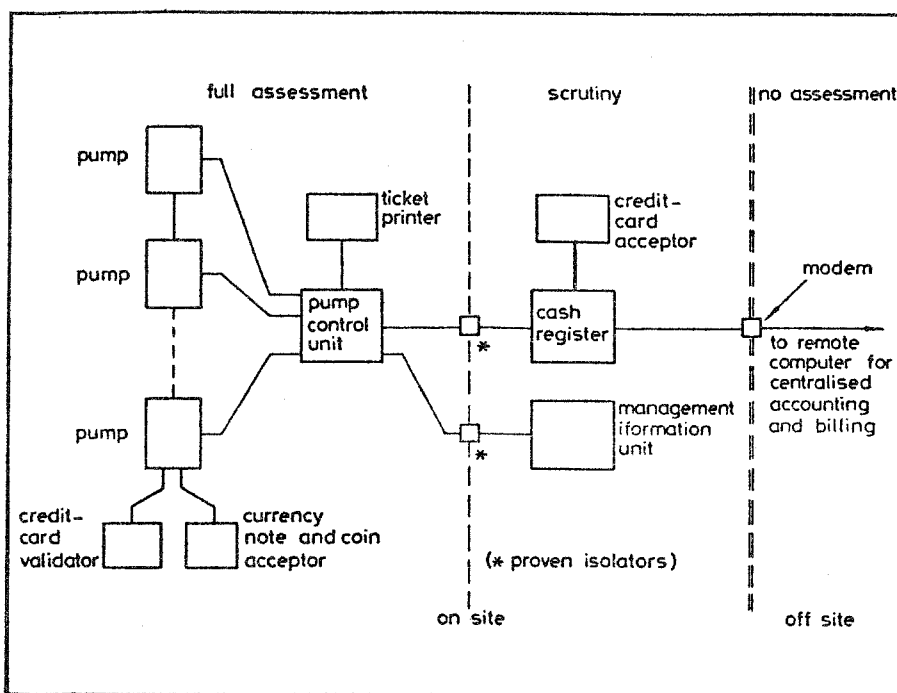 full assessment
scrutiny
no assessment
pump
ticket
printer
credit-
card
acceptor
pump
modem
pump
control
unit
cash
register
*
to remote
computer for
centralised
accounting
and billing
pump
management
iformation
unit
*
credit-
card
validator
currency
note and coin
acceptor
(* proven isolators)
on site
off site